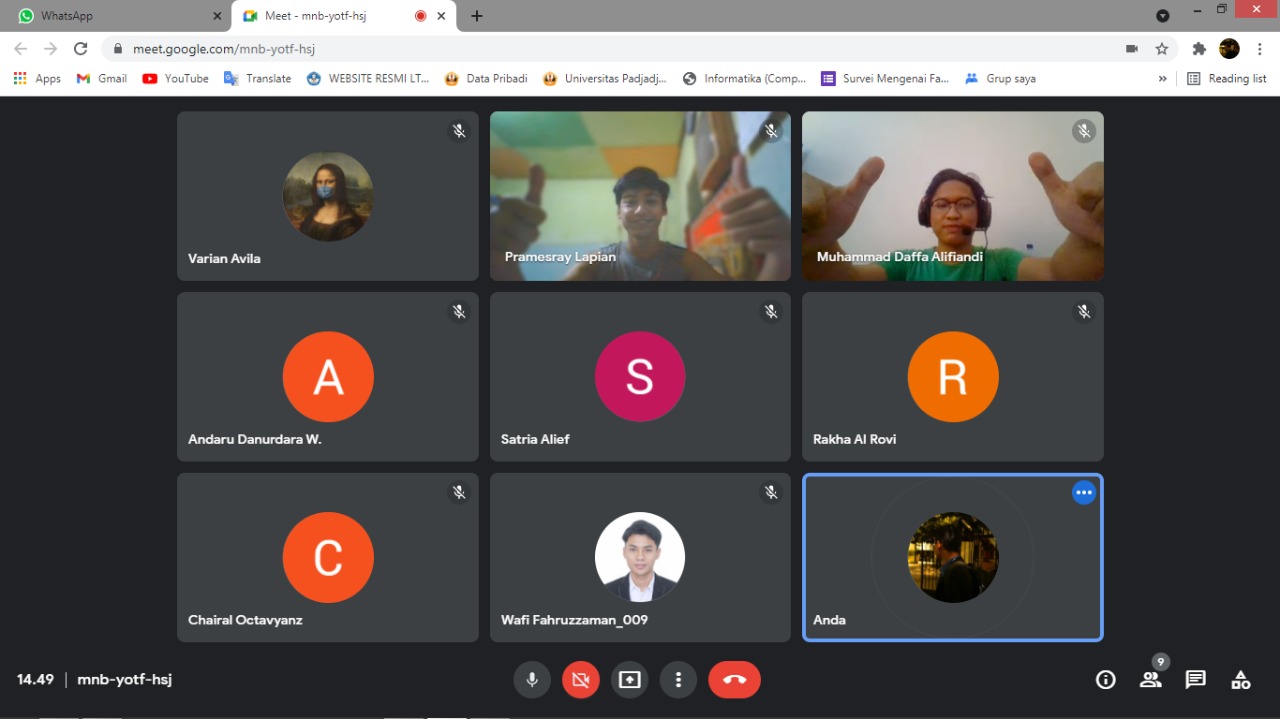 WhatsApp
Meet - mnb-yotf-hsj
meet.google.com/mnb-yotf-hsj
Apps Gmail YouTube Translate WEBSITE RESMI LT... Data Pribadi Universitas Padjadj... Informatika (Comp... Survei Mengenai Fa... Grup saya » Reading list
Varian Avila
Pramesray Lapian
Muhammad Daffa Alifiandi
A
Andaru Danurdara W.
S
Satria Alief
R
Rakha Al Rovi
C
Chairal Octavyanz
Wafi Fahruzzaman_009
Anda
14.49 | mnb-yotf-hsj
9